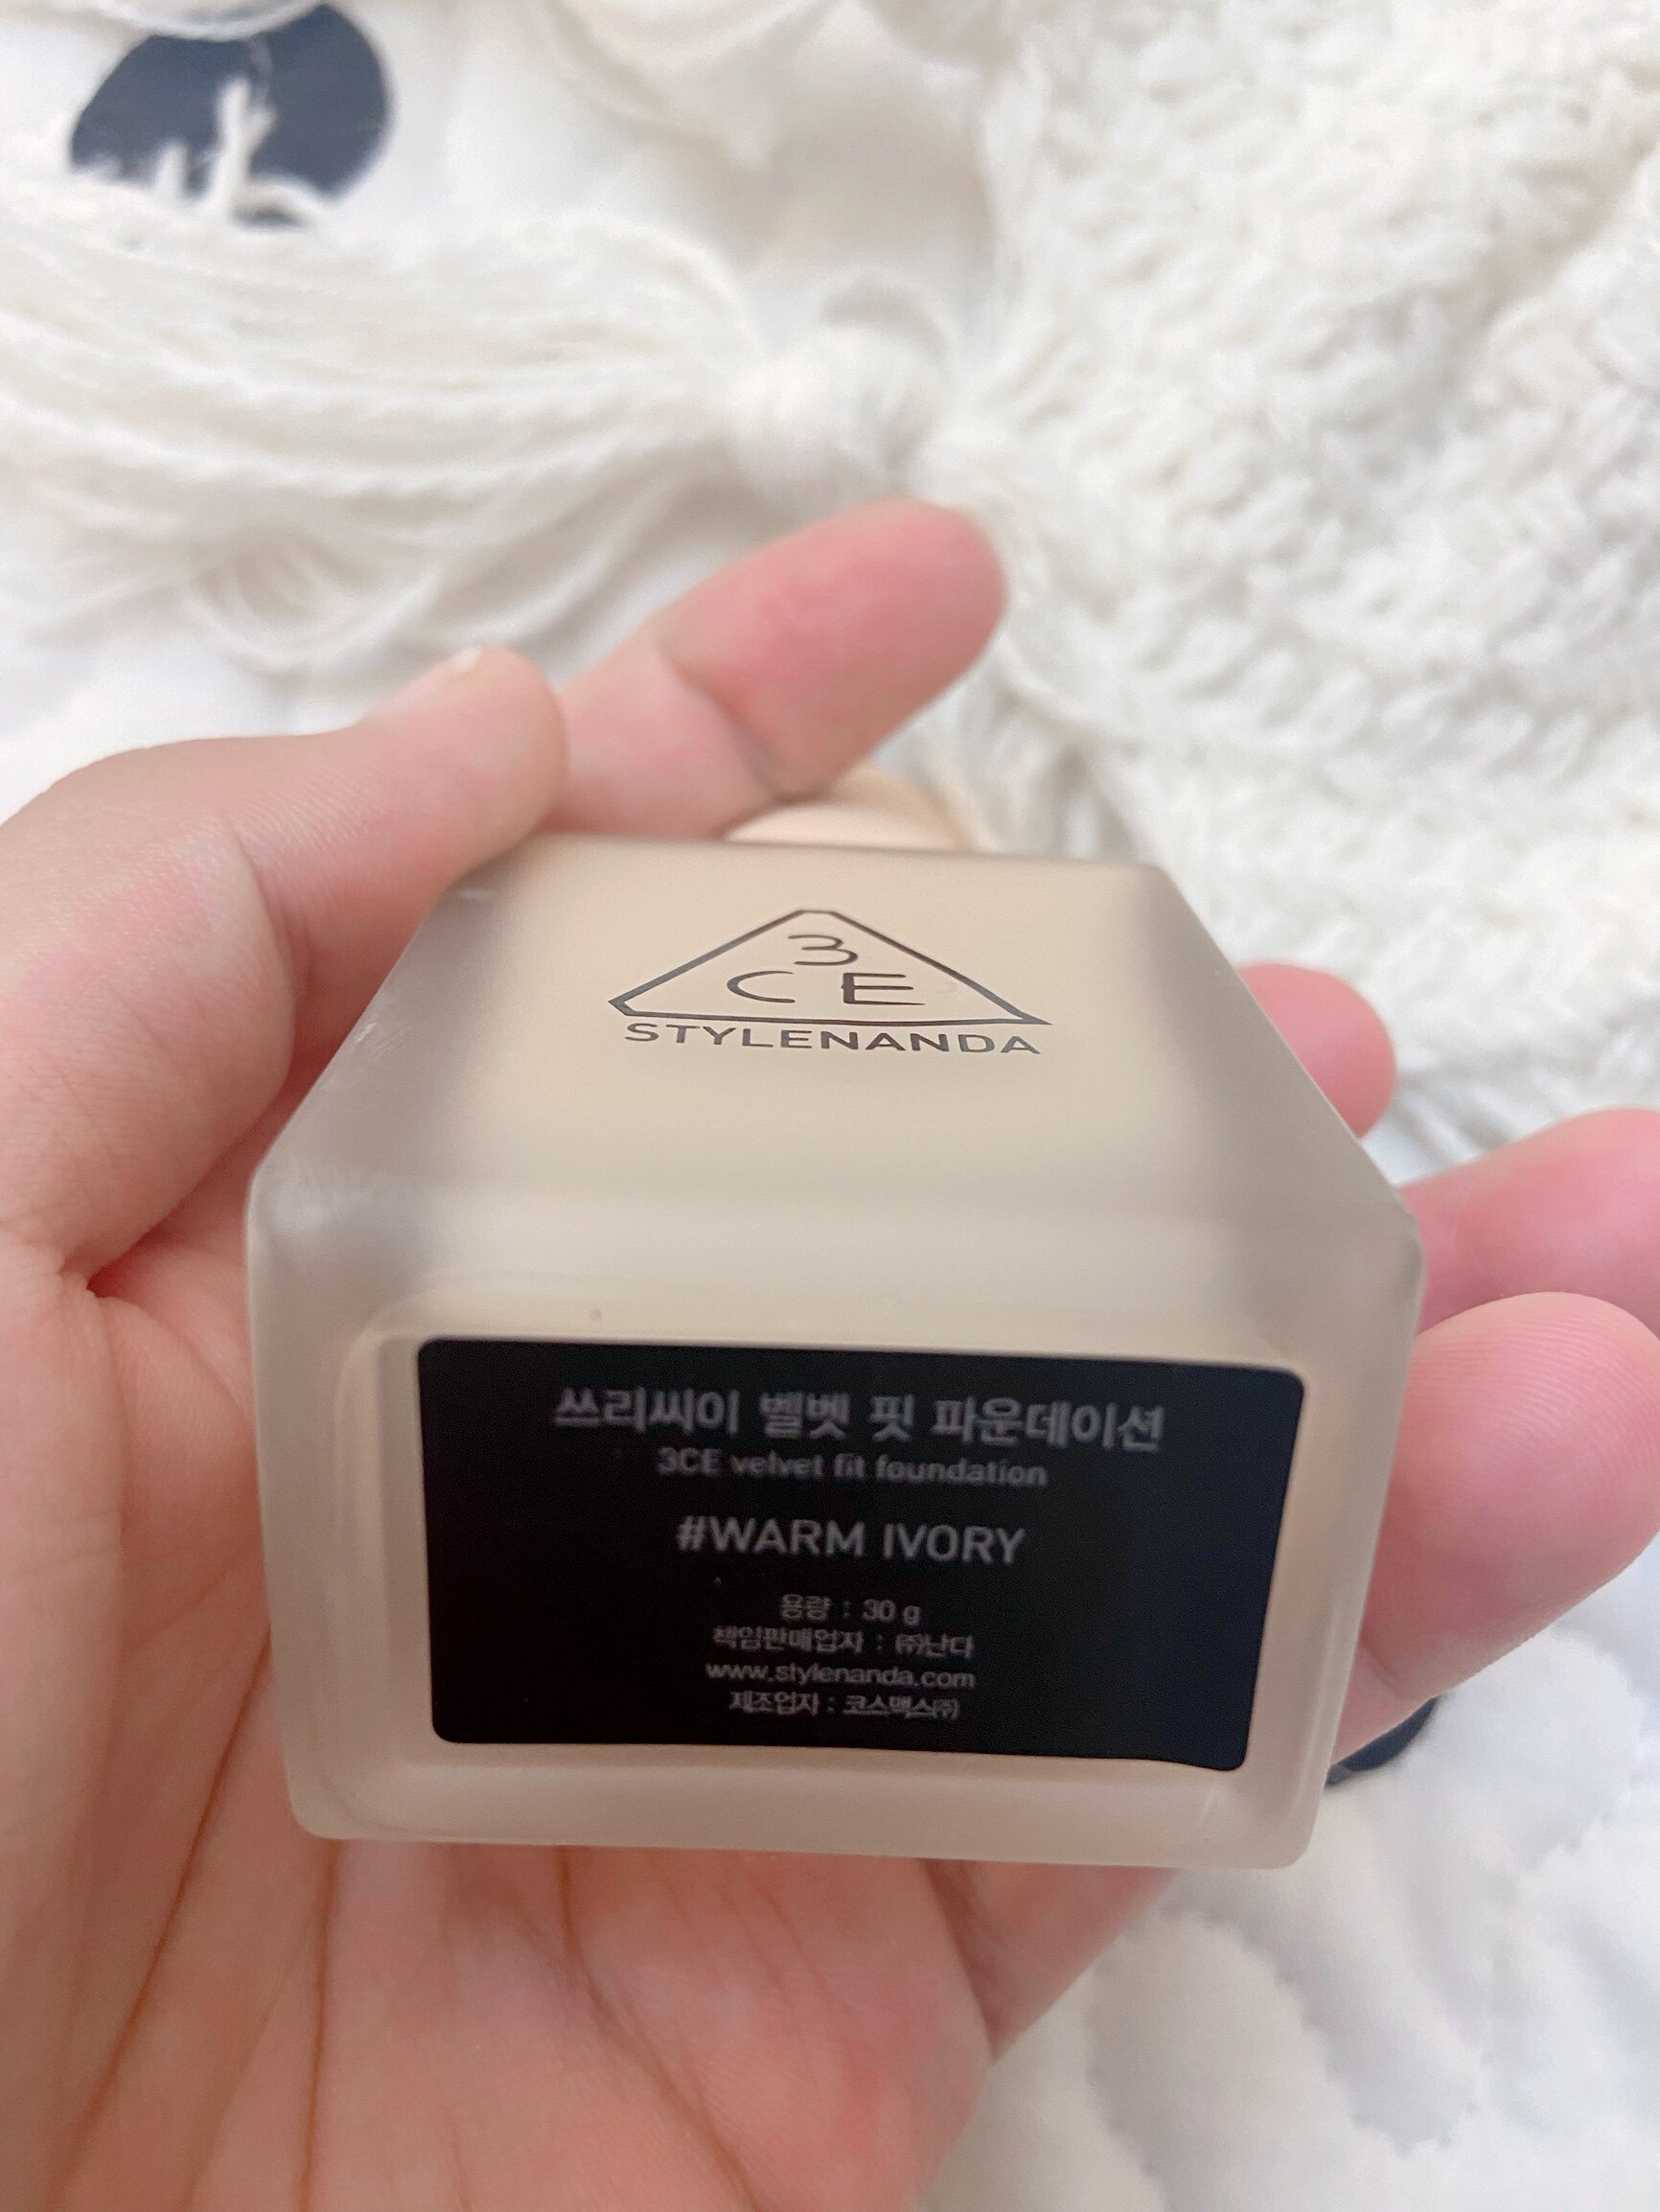 3
CE
STYLENANDA
쓰리씨이 벨벳 핏 파운데이션
3CE velvet fit foundation
#WARM IVORY
용량 : 30 g
책임판매업자 : ㈜난다
www.stylenanda.com
제조업자 : 코스맥스㈜